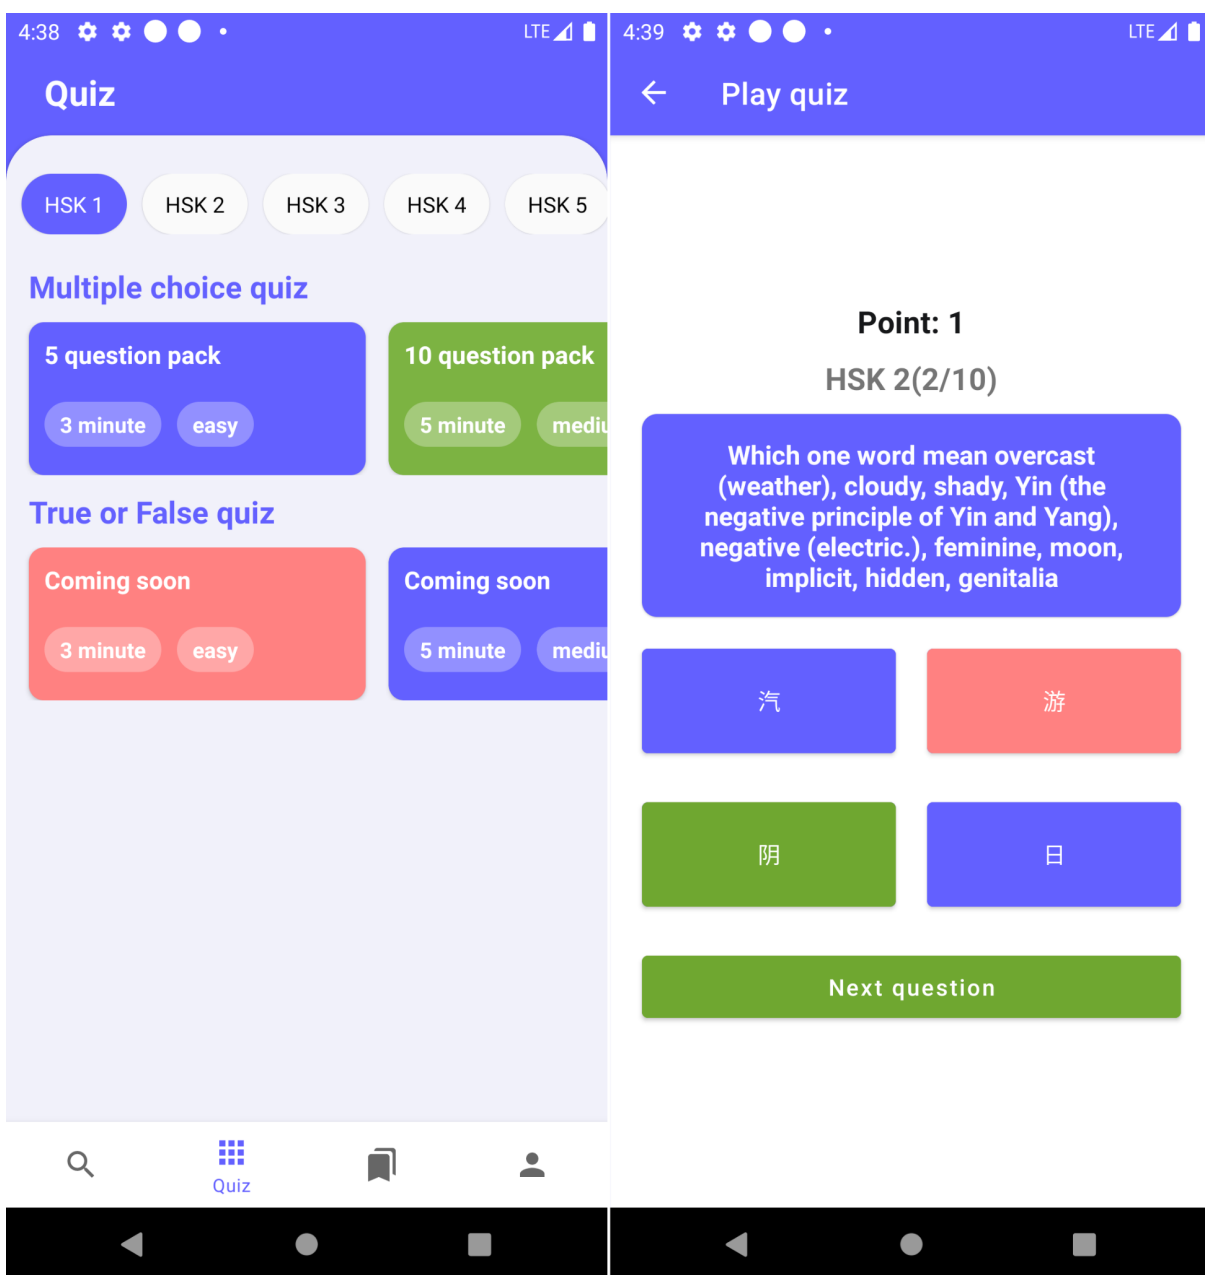 4:38
LTE
Quiz
HSK 1
HSK 2
HSK 3
HSK 4
HSK 5
Multiple choice quiz
5 question pack
10 question pack
3 minute
easy
5 minute
mediu
True or False quiz
Coming soon
Coming soon
3 minute
easy
5 minute
mediu
Quiz
4:39
LTE
Play quiz
Point: 1
HSK 2(2/10)
Which one word mean overcast
(weather), cloudy, shady, Yin (the
negative principle of Yin and Yang),
negative (electric.), feminine, moon,
implicit, hidden, genitalia
汽
游
阴
日
Next question